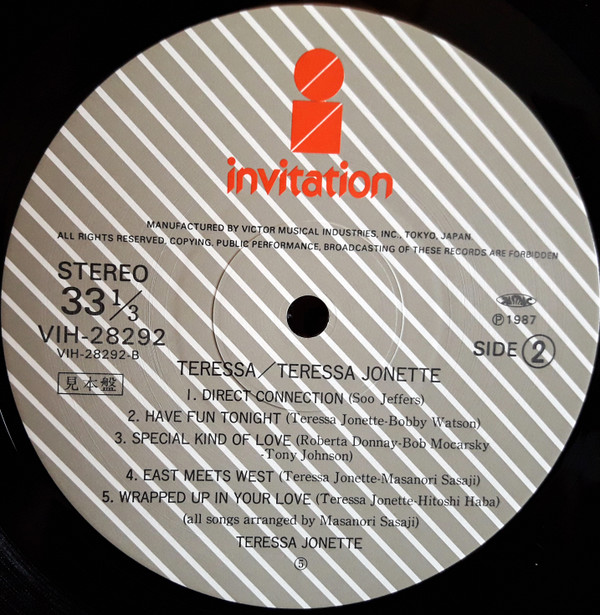 invitation
MANUFACTURED BY VICTOR MUSICAL INDUSTRIES, INC., TOKYO, JAPAN
ALL RIGHTS RESERVED, COPYING, PUBLIC PERFORMANCE, BROADCASTING OF THESE RECORDS ARE FORBIDDEN
STEREO
33 1/3
VIH-28292
VIH-28292-B
見本盤
Ⓟ1987
SIDE ②
TERESSA／TERESSA JONETTE
1. DIRECT CONNECTION (Soo Jeffers)
2. HAVE FUN TONIGHT (Teressa Jonette-Bobby Watson)
3. SPECIAL KIND OF LOVE (Roberta Donnay-Bob Mocarsky
-Tony Johnson)
4. EAST MEETS WEST (Teressa Jonette-Masanori Sasaji)
5. WRAPPED UP IN YOUR LOVE (Teressa Jonette-Hitoshi Haba)
(all songs arranged by Masanori Sasaji)
TERESSA JONETTE
⑤